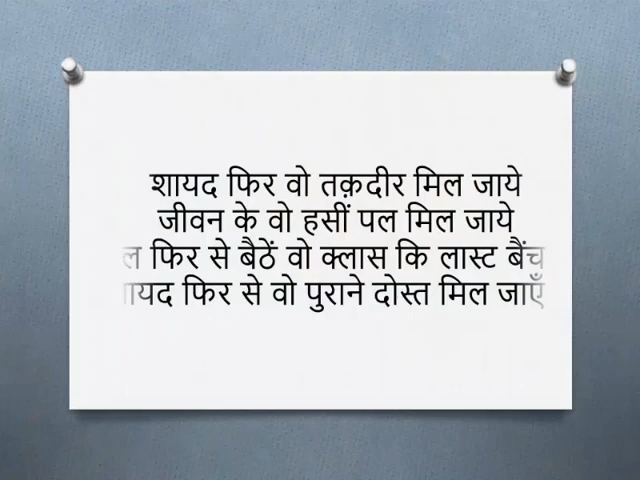 शायद फिर वो तक़दीर मिल जाये
जीवन के वो हसीं पल मिल जाये
फिर से बैठें वो क्लास कि लास्ट बैंच
फिर से वो पुराने दोस्त मिल जाएँ